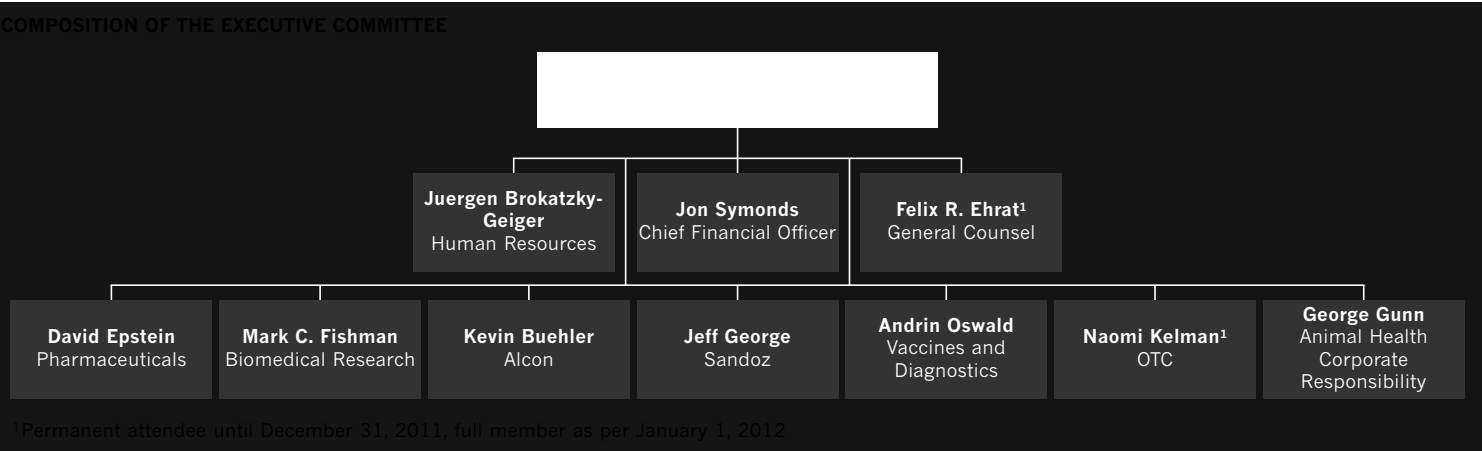 COMPOSITION OF THE EXECUTIVE COMMITTEE
Juergen Brokatzky-
Geiger
Human Resources
Jon Symonds
Chief Financial Officer
Felix R. Ehrat¹
General Counsel
David Epstein
Pharmaceuticals
Mark C. Fishman
Biomedical Research
Kevin Buehler
Alcon
Jeff George
Sandoz
Andrin Oswald
Vaccines and
Diagnostics
Naomi Kelman¹
OTC
George Gunn
Animal Health
Corporate
Responsibility
¹Permanent attendee until December 31, 2011, full member as per January 1, 2012